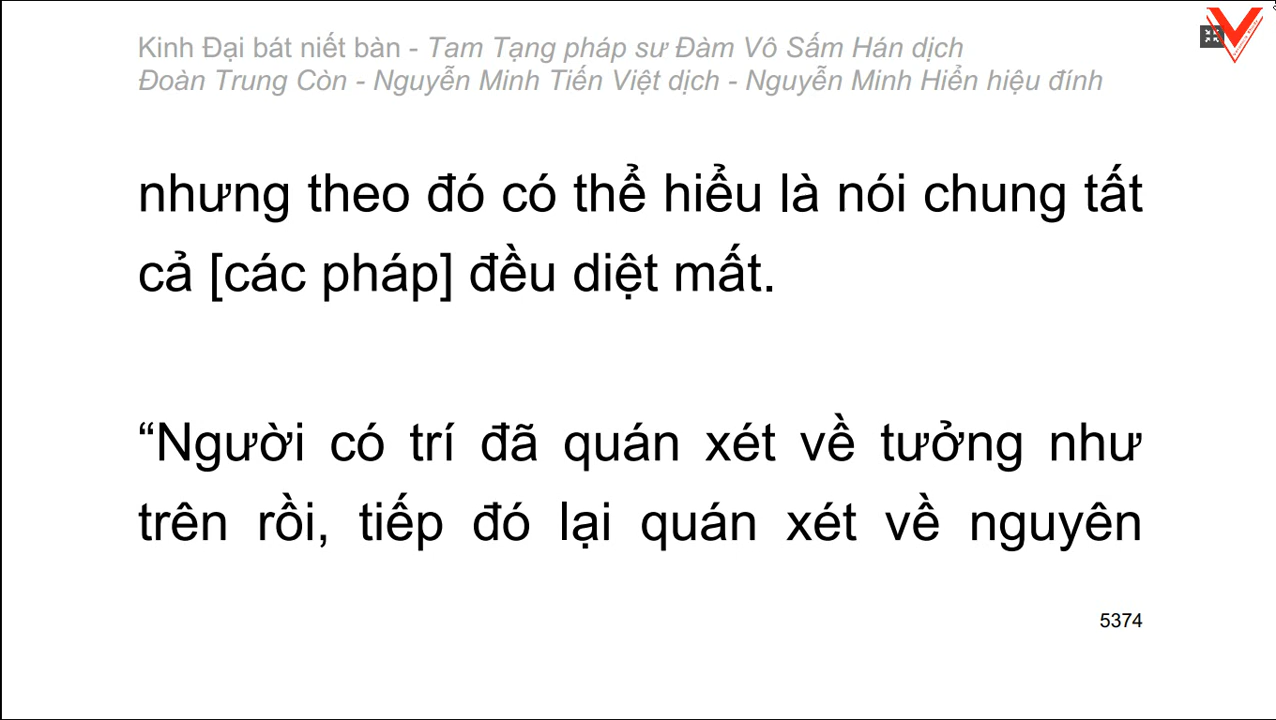 Kinh Đại bát niết bàn - Tam Tạng pháp sư Đàm Vô Sấm Hán dịch
Đoàn Trung Còn - Nguyễn Minh Tiến Việt dịch - Nguyễn Minh Hiển hiệu đính
nhưng theo đó có thể hiểu là nói chung tất
cả [các pháp] đều diệt mất.
“Người có trí đã quán xét về tưởng như
trên rồi, tiếp đó lại quán xét về nguyên
5374